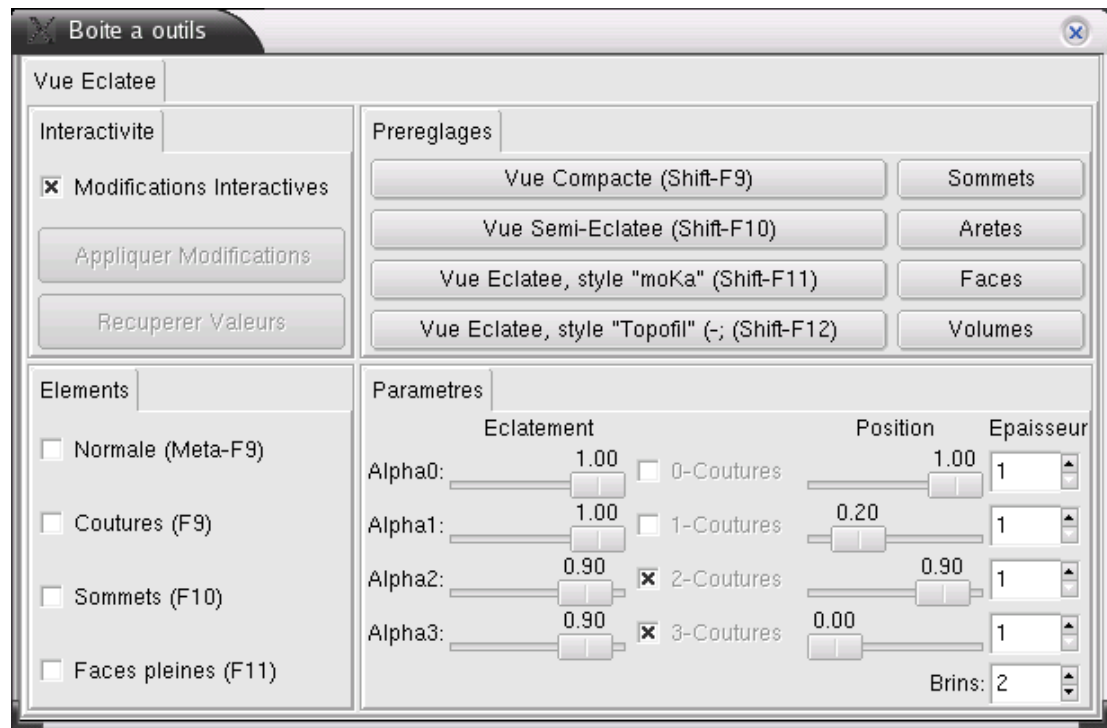 Boite a outils
Vue Eclatee
Interactivite
Modifications Interactives
Appliquer Modifications
Recuperer Valeurs
Prereglages
Vue Compacte (Shift-F9)
Sommets
Vue Semi-Eclatee (Shift-F10)
Aretes
Vue Eclatee, style "moKa" (Shift-F11)
Faces
Vue Eclatee, style "Topofil" (-; (Shift-F12)
Volumes
Elements
Normale (Meta-F9)
Coutures (F9)
Sommets (F10)
Faces pleines (F11)
Parametres
Eclatement Position Epaisseur
Alpha0: 1.00 0-Coutures 1.00 1
Alpha1: 1.00 1-Coutures 0.20 1
Alpha2: 0.90 2-Coutures 0.90 1
Alpha3: 0.90 3-Coutures 0.00 1
Brins: 2